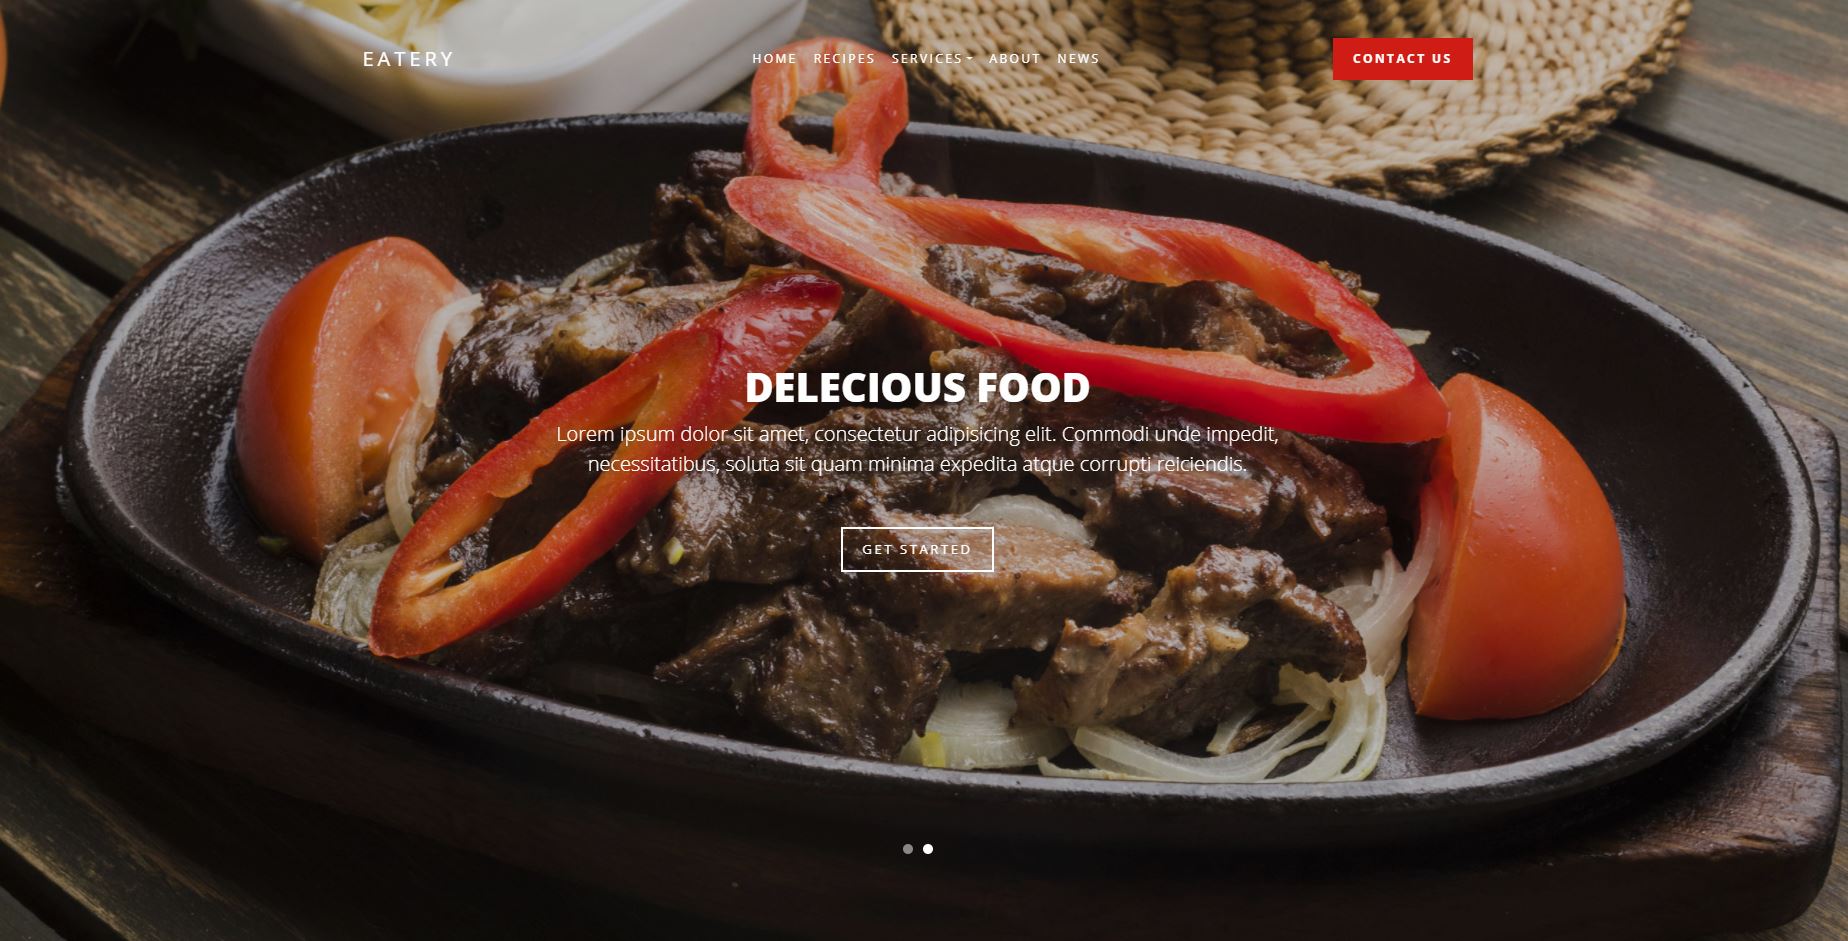 EATERY
HOME RECIPES SERVICES ABOUT NEWS
CONTACT US
DELECIOUS FOOD
Lorem ipsum dolor sit amet, consectetur adipisicing elit. Commodi unde impedit,
necessitatibus, soluta sit quam minima expedita atque corrupti reiciendis.
GET STARTED